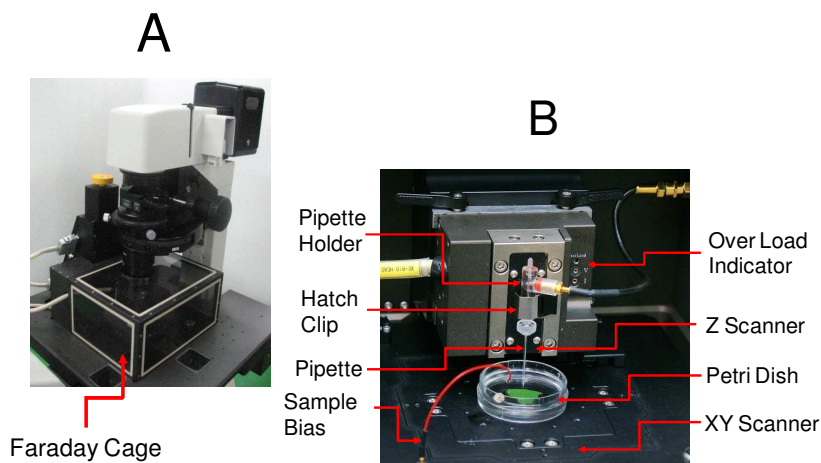 A
Faraday Cage
B
Pipette
Holder
Hatch
Clip
Pipette
Sample
Bias
Over Load
Indicator
Z Scanner
Petri Dish
XY Scanner